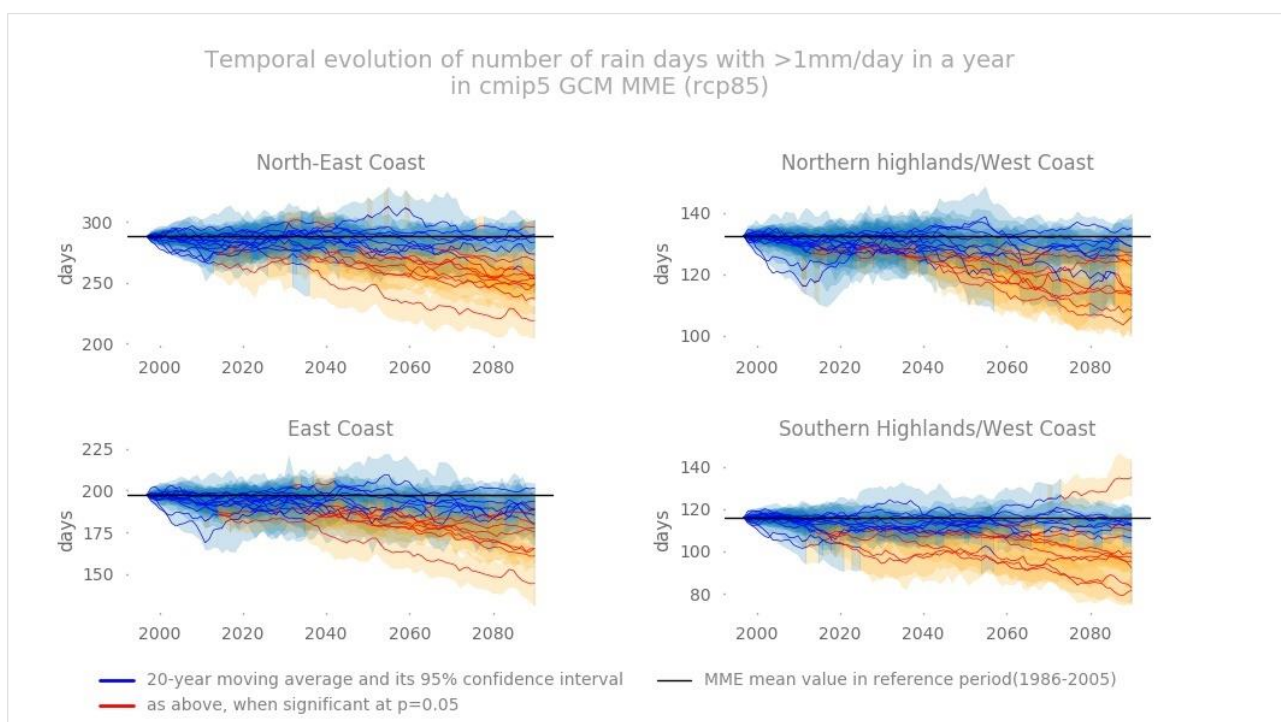 Temporal evolution of number of rain days with >1mm/day in a year
in cmip5 GCM MME (rcp85)
North-East Coast
300
250
200
days
2000 2020 2040 2060 2080
Northern highlands/West Coast
140
120
100
days
2000 2020 2040 2060 2080
East Coast
225
200
175
150
days
2000 2020 2040 2060 2080
Southern Highlands/West Coast
140
120
100
80
days
2000 2020 2040 2060 2080
20-year moving average and its 95% confidence interval
as above, when significant at p=0.05
MME mean value in reference period(1986-2005)